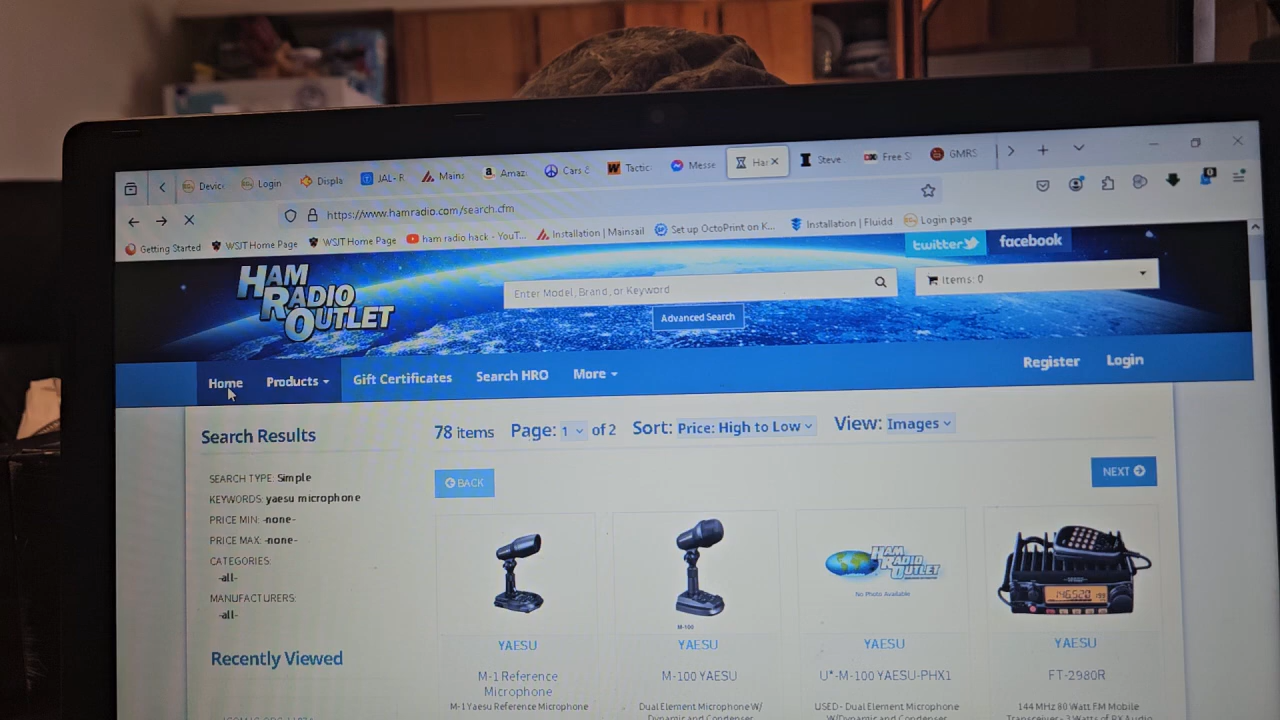 Devic
Login
Displa
JAL- R
Mains
Amaz
Cars &
Tactic
Messe
Har
Steve
Free S
GMRS
https://www.hamradio.com/search.cfm
0
Getting Started
WSJT Home Page
WSJT Home Page
ham radio hack - YouT...
Installation | Mainsail
Set up OctoPrint on K...
Installation | Fluidd
Login page
twitter
facebook
HAM
RADIO
OUTLET
Enter Model, Brand, or Keyword
Items: 0
Advanced Search
Home Products Gift Certificates Search HRO More Register Login
Search Results
78 items Page: 1 of 2 Sort: Price: High to Low View: Images
BACK
NEXT
SEARCH TYPE: Simple
KEYWORDS: yaesu microphone
PRICE MIN: -none-
PRICE MAX: -none-
CATEGORIES:
-all-
MANUFACTURERS:
-all-
Recently Viewed
YAESU
M-1 Reference
Microphone
M-1 Yaesu Reference Microphone
M-100
YAESU
M-100 YAESU
Dual Element Microphone W/
Dynamic and Condenser
HAM
RADIO
OUTLET
No Photo Available
YAESU
U*-M-100 YAESU-PHX1
USED - Dual Element Microphone
W/Dynamic and Condenser
146.520
YAESU
FT-2980R
144 MHz 80 Watt FM Mobile
Transceiver - 3 Watts of RX Audio